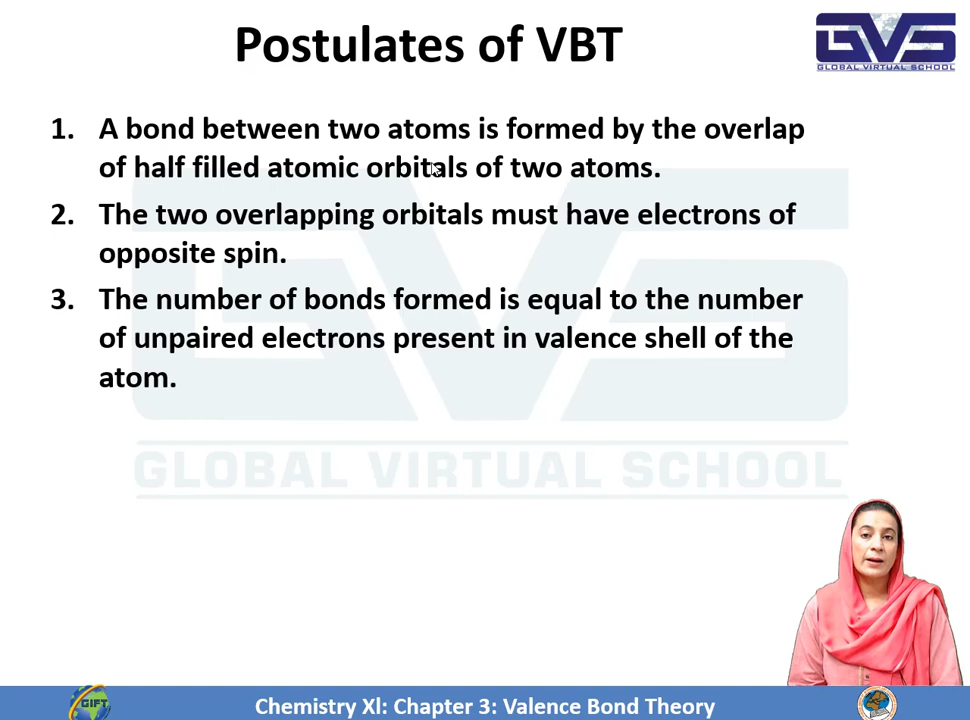 Postulates of VBT
GVS
GLOBAL VIRTUAL SCHOOL
1. A bond between two atoms is formed by the overlap
of half filled atomic orbitals of two atoms.
2. The two overlapping orbitals must have electrons of
opposite spin.
3. The number of bonds formed is equal to the number
of unpaired electrons present in valence shell of the
atom.
GVS
GLOBAL VIRTUAL SCHOOL
GIFT
Chemistry Xl: Chapter 3: Valence Bond Theory